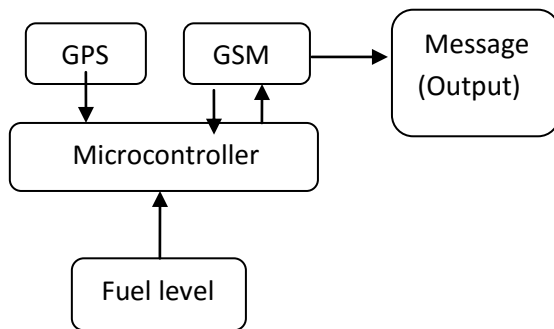 GPS
GSM
Message
(Output)
Microcontroller
Fuel level